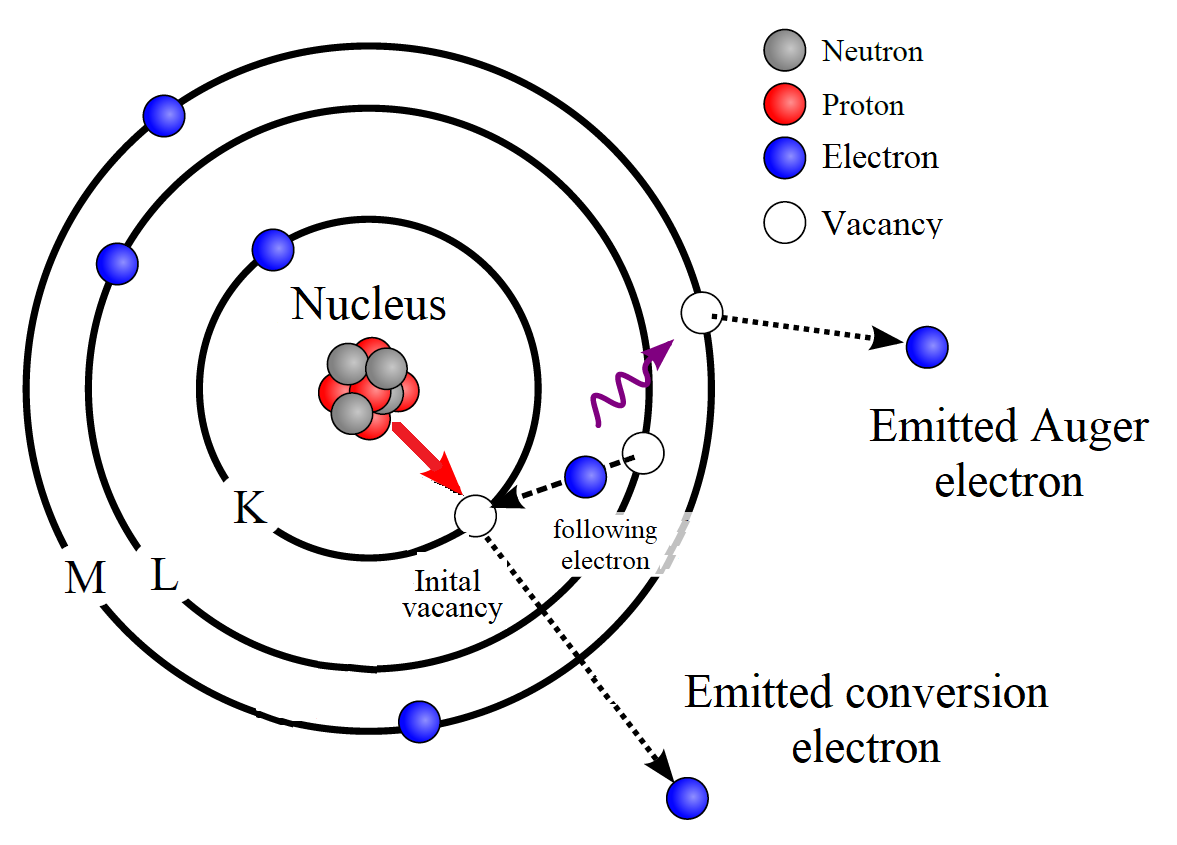 Neutron
Proton
Electron
Vacancy
Nucleus
Emitted Auger
electron
K
following
electron
M
L
Inital
vacancy
Emitted conversion
electron